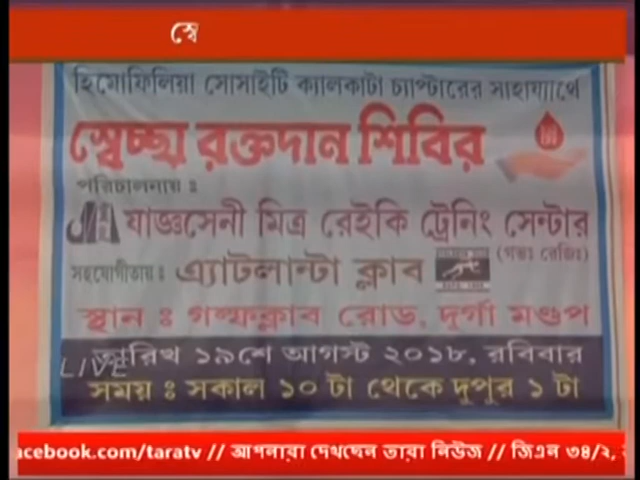 স্বে
হিমোফিলিয়া সোসাইটি ক্যালকাটা চ্যাপ্টারের সাহায্যার্থে
স্বেচ্ছা রক্তদান শিবির
পরিচালনায় :
যাজ্ঞসেনী মিত্র রেইকি ট্রেনিং সেন্টার
(গভঃ রেজিঃ)
সহযোগীতায় : এ্যাটলান্টা ক্লাব
স্থান : গল্ফক্লাব রোড, দুর্গা মণ্ডপ
তারিখ ১৯শে আগস্ট ২০১৮, রবিবার
LIVE
সময় : সকাল ১০ টা থেকে দুপুর ১ টা
acebook.com/taratv // আপনারা দেখছেন তারা নিউজ // জিএন ৩৪/২,